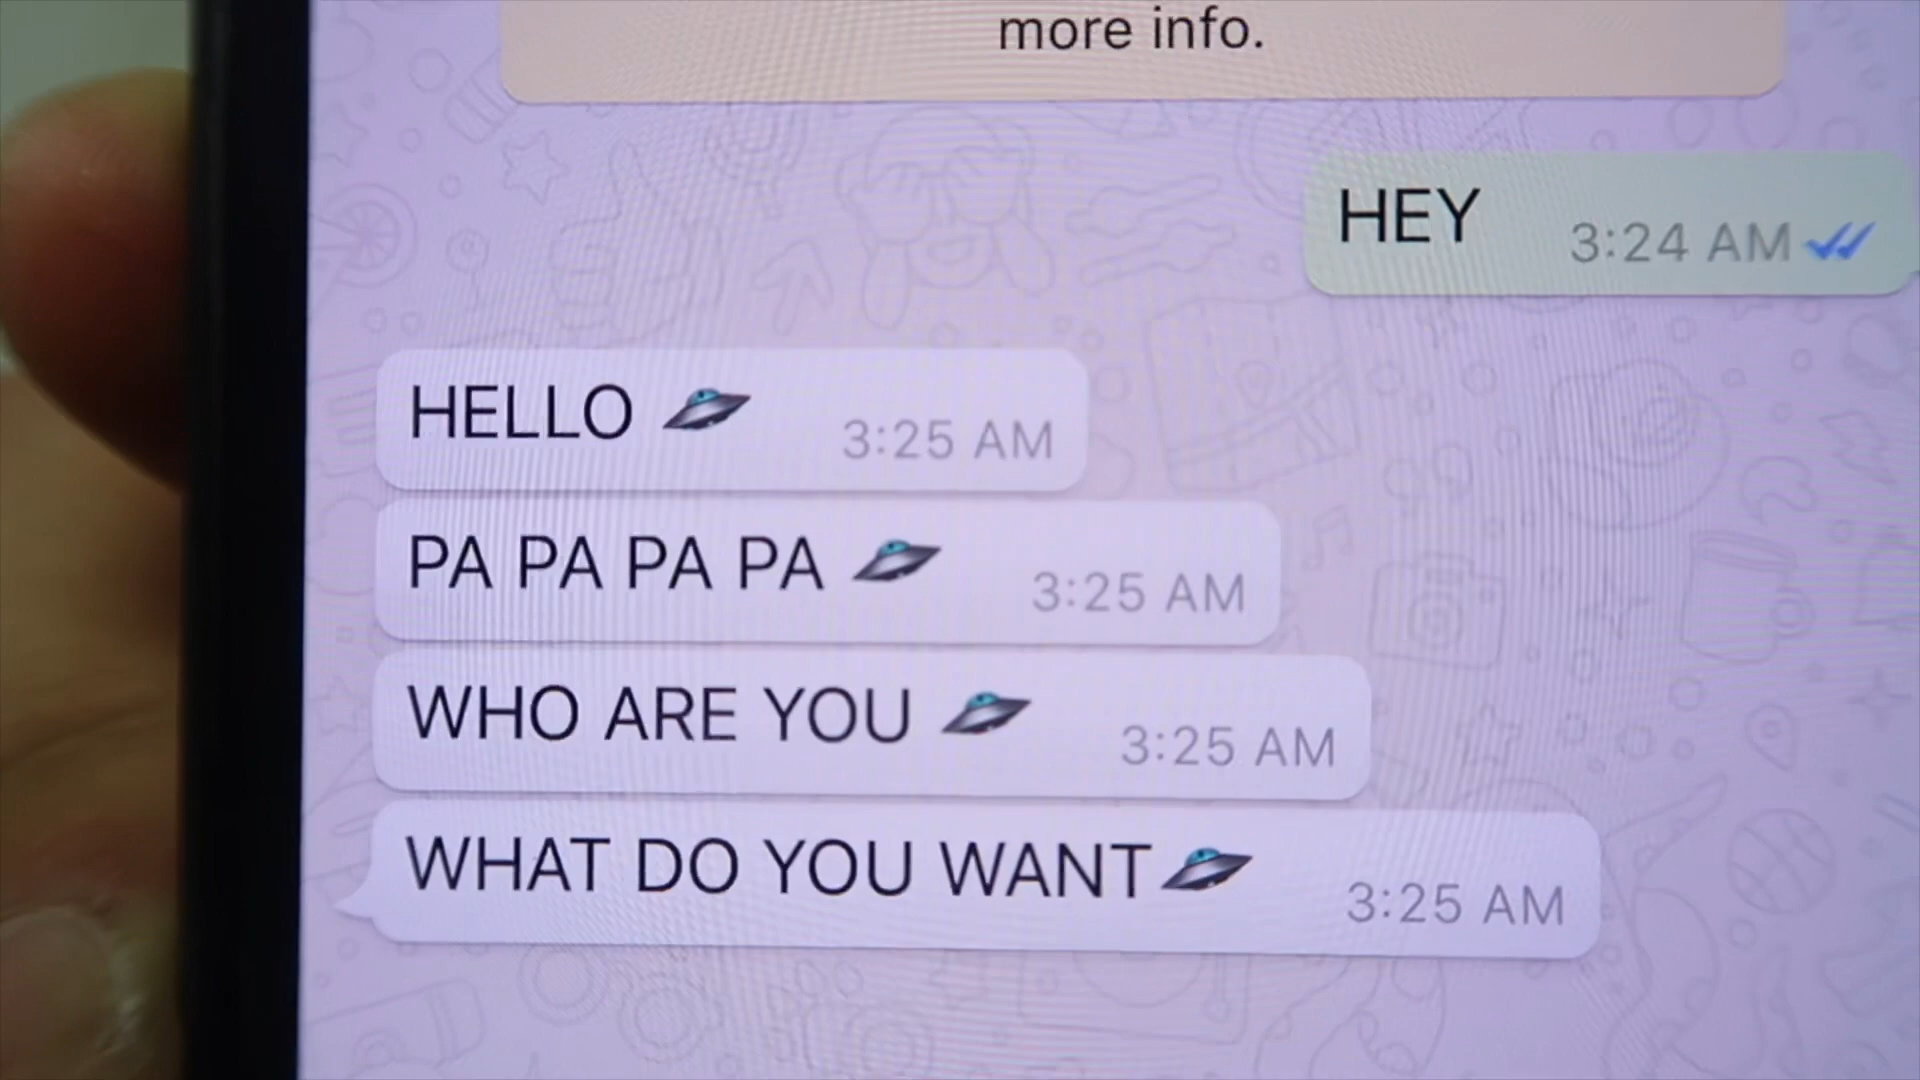 more info.
HEY 3:24 AM
HELLO 🛸 3:25 AM
PA PA PA PA 🛸 3:25 AM
WHO ARE YOU 🛸 3:25 AM
WHAT DO YOU WANT🛸 3:25 AM